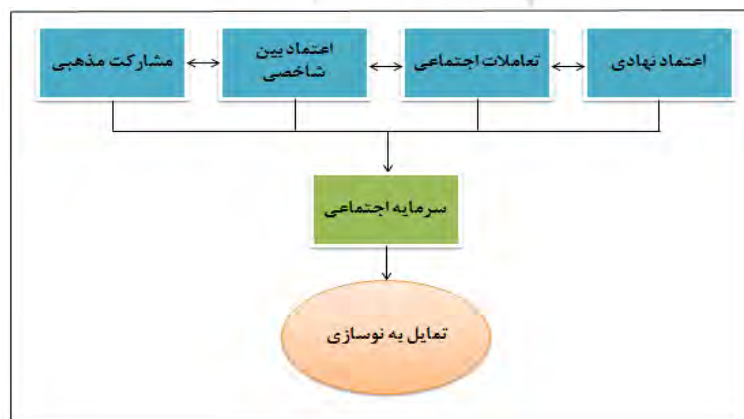 اعتماد نهادی
تعاملات اجتماعی
اعتماد بین
شاخصی
مشارکت مذهبی
سرمایه اجتماعی
تمایل به نوسازی